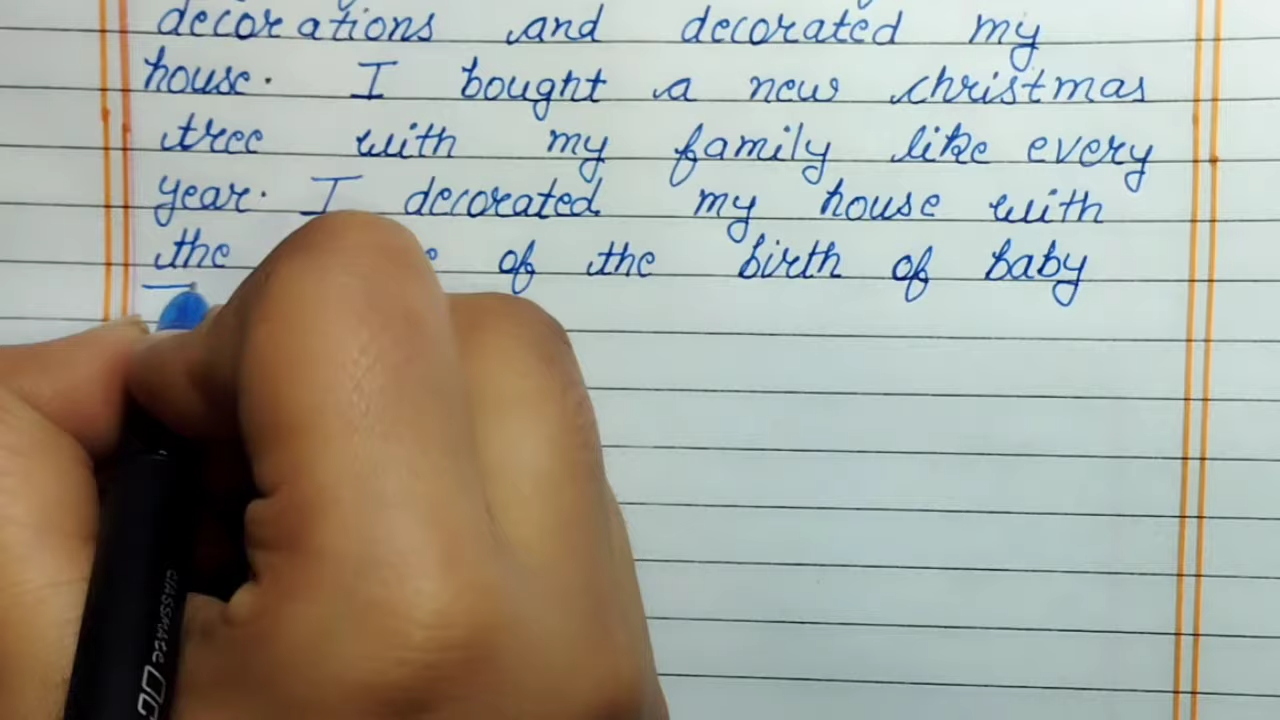 decorations and decorated my
house. I bought a new christmas
tree with my family like every
year. I decorated my house with
the of the birth of baby
CLASSMATE